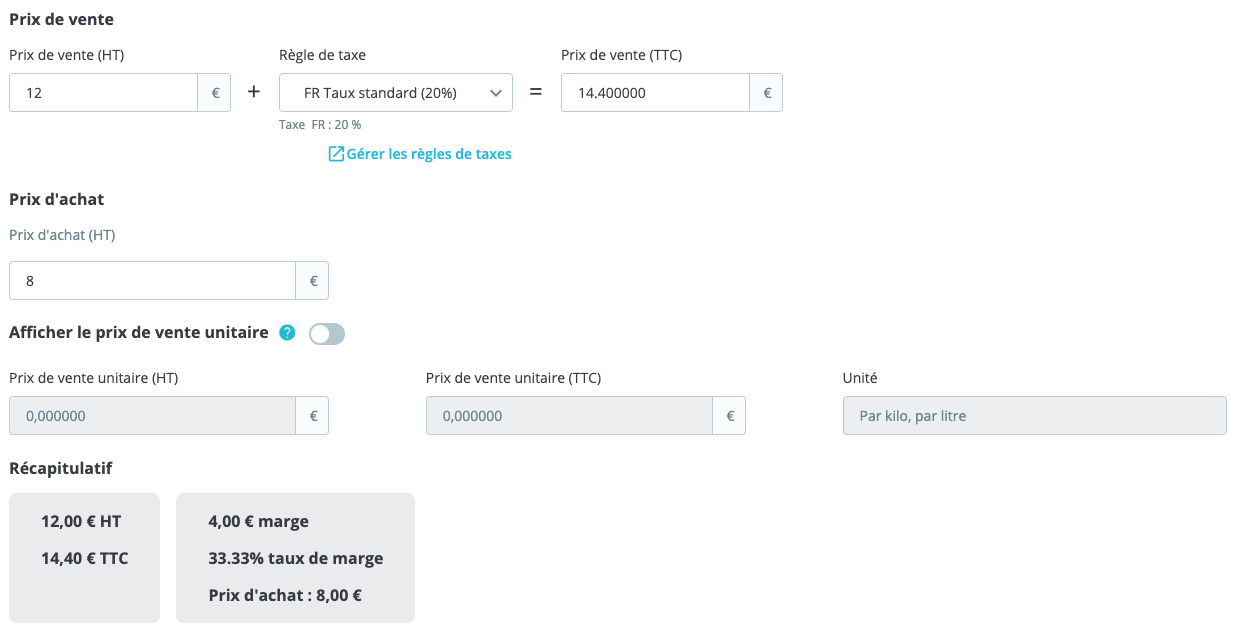 Prix de vente
Prix de vente (HT) Règle de taxe Prix de vente (TTC)
12 € + FR Taux standard (20%) = 14.400000 €
Taxe FR : 20 %
Gérer les règles de taxes
Prix d'achat
Prix d'achat (HT)
8 €
Afficher le prix de vente unitaire ?
Prix de vente unitaire (HT) Prix de vente unitaire (TTC) Unité
0,000000 € 0,000000 € Par kilo, par litre
Récapitulatif
12,00 € HT
14,40 € TTC
4,00 € marge
33.33% taux de marge
Prix d'achat : 8,00 €